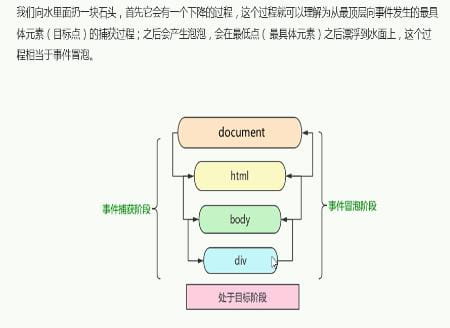 我们向水里面扔一块石头，首先它会有一个下降的过程，这个过程就可以理解为从最顶层向事件发生的最具
体元素（目标点）的捕获过程；之后会产生泡泡，会在最低点（最具体元素）之后漂浮到水面上，这个过
程相当于事件冒泡。
document
html
事件捕获阶段
事件冒泡阶段
body
div
处于目标阶段